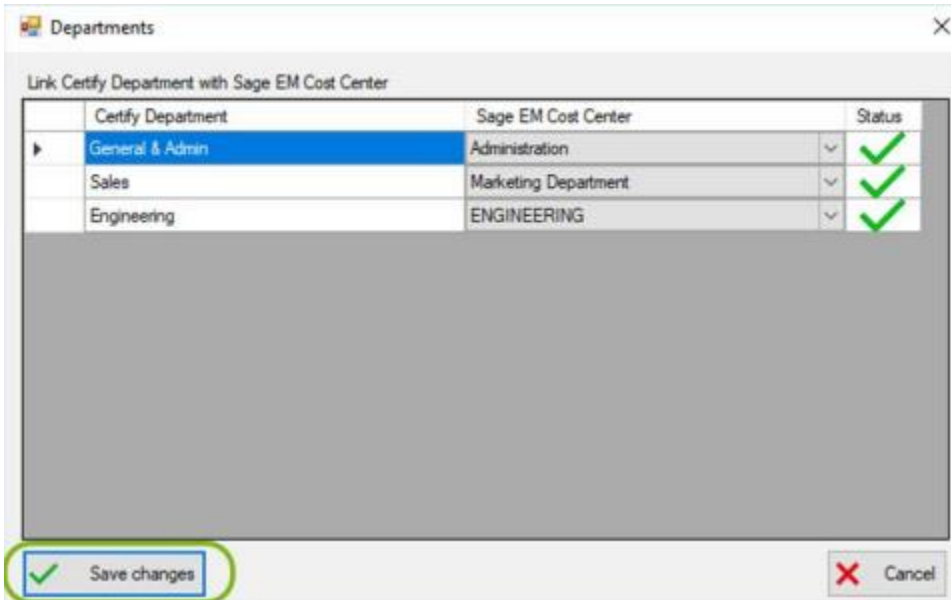 Departments
Link Certify Department with Sage EM Cost Center
Certify Department Sage EM Cost Center Status
General & Admin Administration
Sales Marketing Department
Engineering ENGINEERING
Save changes Cancel